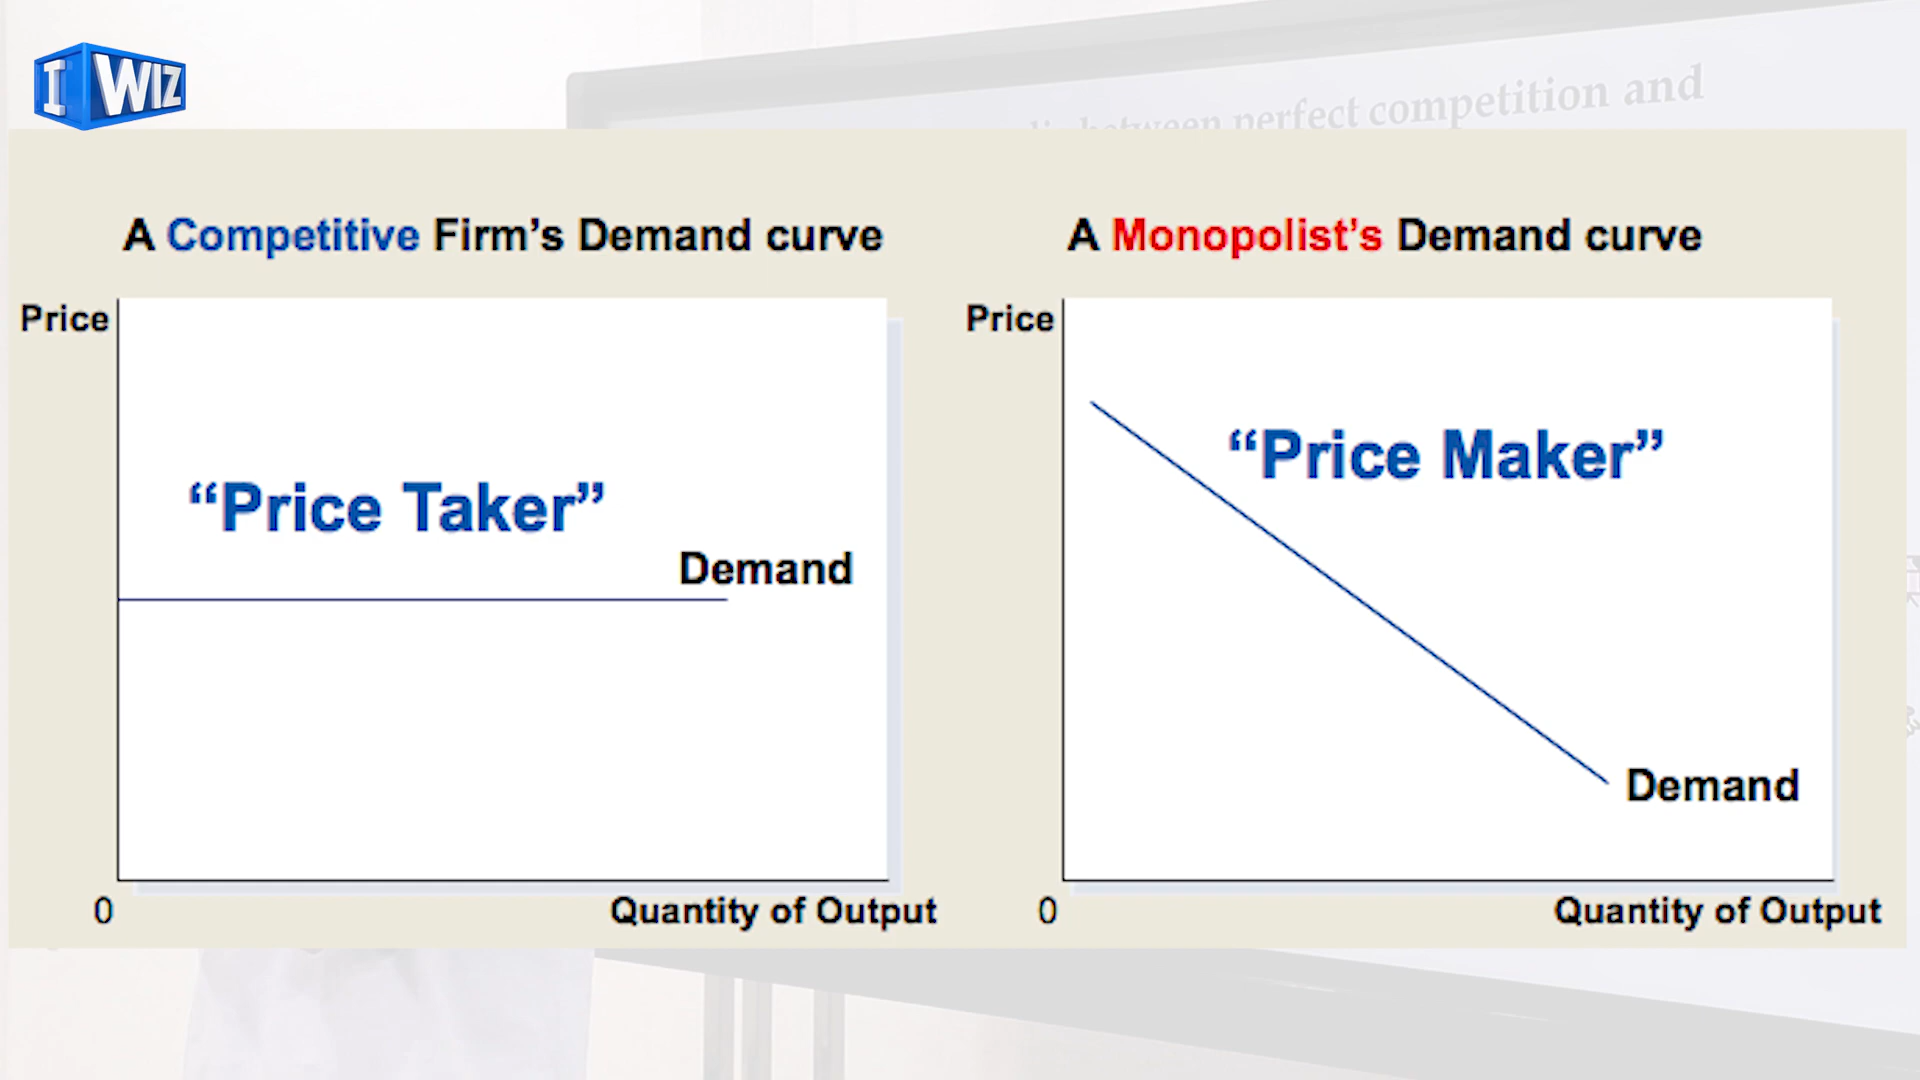 I WIZ
between perfect competition and
A Competitive Firm's Demand curve
Price
“Price Taker”
Demand
0
Quantity of Output
A Monopolist's Demand curve
Price
“Price Maker”
Demand
0
Quantity of Output